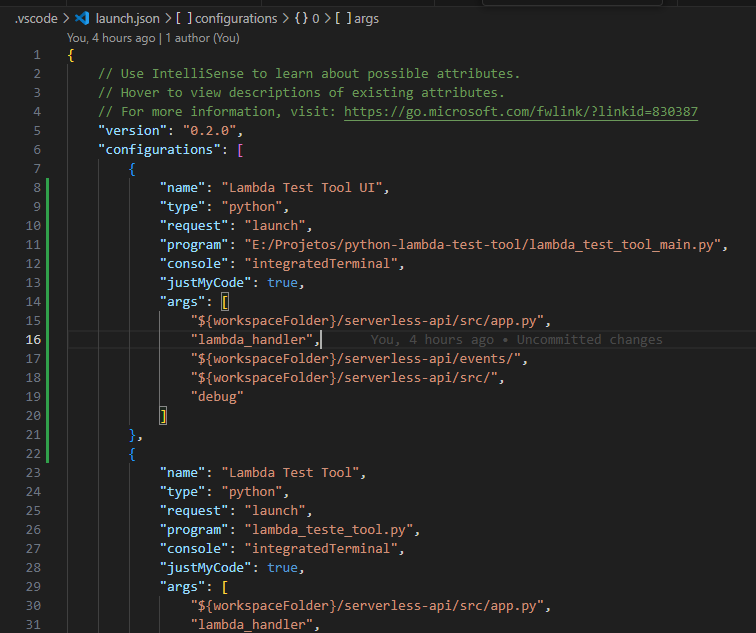 .vscode > launch.json > [ ] configurations > {} 0 > [ ] args
You, 4 hours ago | 1 author (You)
1 {
2 // Use IntelliSense to learn about possible attributes.
3 // Hover to view descriptions of existing attributes.
4 // For more information, visit: https://go.microsoft.com/fwlink/?linkid=830387
5 "version": "0.2.0",
6 "configurations": [
7 {
8 "name": "Lambda Test Tool UI",
9 "type": "python",
10 "request": "launch",
11 "program": "E:/Projetos/python-lambda-test-tool/lambda_test_tool_main.py",
12 "console": "integratedTerminal",
13 "justMyCode": true,
14 "args": [
15 "${workspaceFolder}/serverless-api/src/app.py",
16 "lambda_handler", You, 4 hours ago • Uncommitted changes
17 "${workspaceFolder}/serverless-api/events/",
18 "${workspaceFolder}/serverless-api/src/",
19 "debug"
20 ]
21 },
22 {
23 "name": "Lambda Test Tool",
24 "type": "python",
25 "request": "launch",
26 "program": "lambda_teste_tool.py",
27 "console": "integratedTerminal",
28 "justMyCode": true,
29 "args": [
30 "${workspaceFolder}/serverless-api/src/app.py",
31 "lambda_handler",